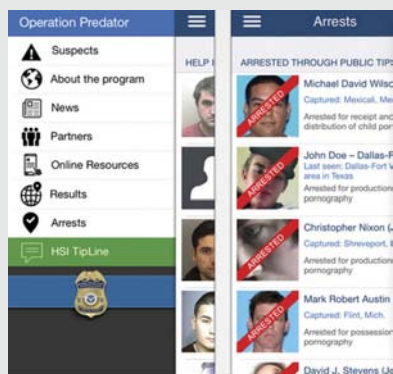 Operation Predator
Suspects
About the program
News
Partners
Online Resources
Results
Arrests
HSI TipLine
HELP
Arrests
ARRESTED THROUGH PUBLIC TIPS
Michael David Wilso
Captured: Mexicali, Me
Arrested for receipt and
distribution of child por
ARRESTED
John Doe – Dallas-F
Last seen: Dallas-Fort
area in Texas
Arrested for production
pornography
ARRESTED
Christopher Nixon (
Captured: Shreveport,
Arrested for production
pornography
ARRESTED
Mark Robert Austin
Captured: Flint, Mich.
Arrested for possession
pornography
ARRESTED
David J. Stevens (Je